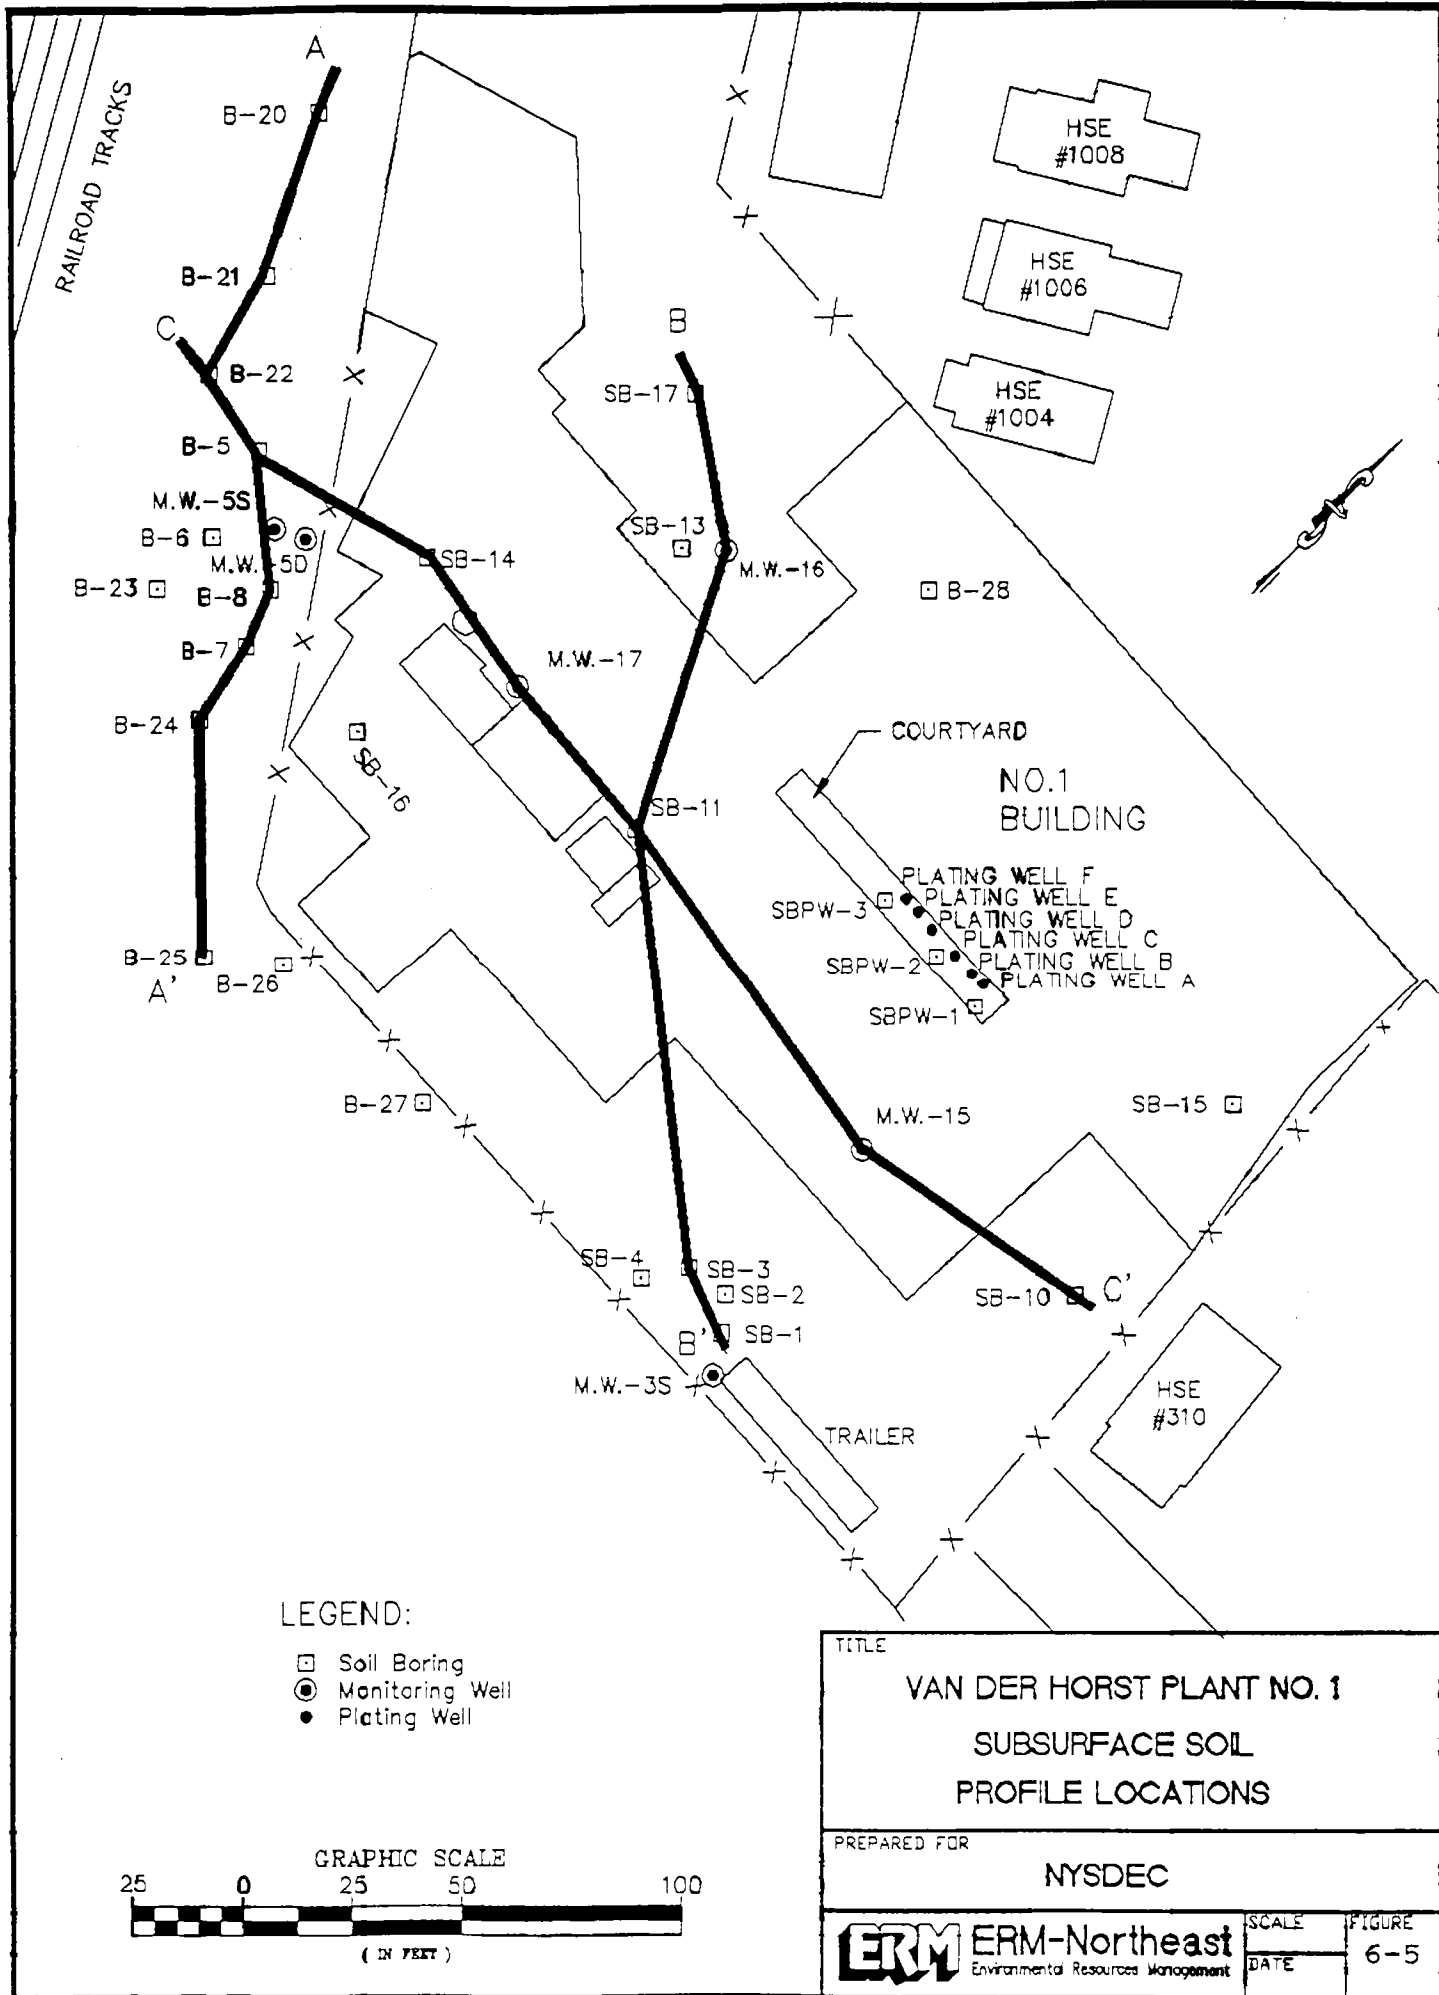 A
B-20
RAILROAD TRACKS
HSE
#1008
B-21
HSE
#1006
C
B
B-22
SB-17
HSE
#1004
B-5
M.W.-5S
B-6
M.W.-5D
SB-14
SB-13
M.W.-16
B-23
B-8
B-28
B-7
M.W.-17
B-24
SB-16
COURTYARD
NO.1
BUILDING
SB-11
PLATING WELL F
PLATING WELL E
SBPW-3
PLATING WELL D
PLATING WELL C
SBPW-2
PLATING WELL B
PLATING WELL A
SBPW-1
B-25
A'
B-26
B-27
M.W.-15
SB-15
SB-4
SB-3
SB-2
SB-10
C'
B'
SB-1
M.W.-3S
TRAILER
HSE
#310
LEGEND:
Soil Boring
Monitoring Well
Plating Well
GRAPHIC SCALE
25 0 25 50 100
( IN FEET )
TITLE
VAN DER HORST PLANT NO. 1
SUBSURFACE SOIL
PROFILE LOCATIONS
PREPARED FOR
NYSDEC
ERM
ERM-Northeast
Environmental Resources Management
SCALE
DATE
FIGURE
6-5